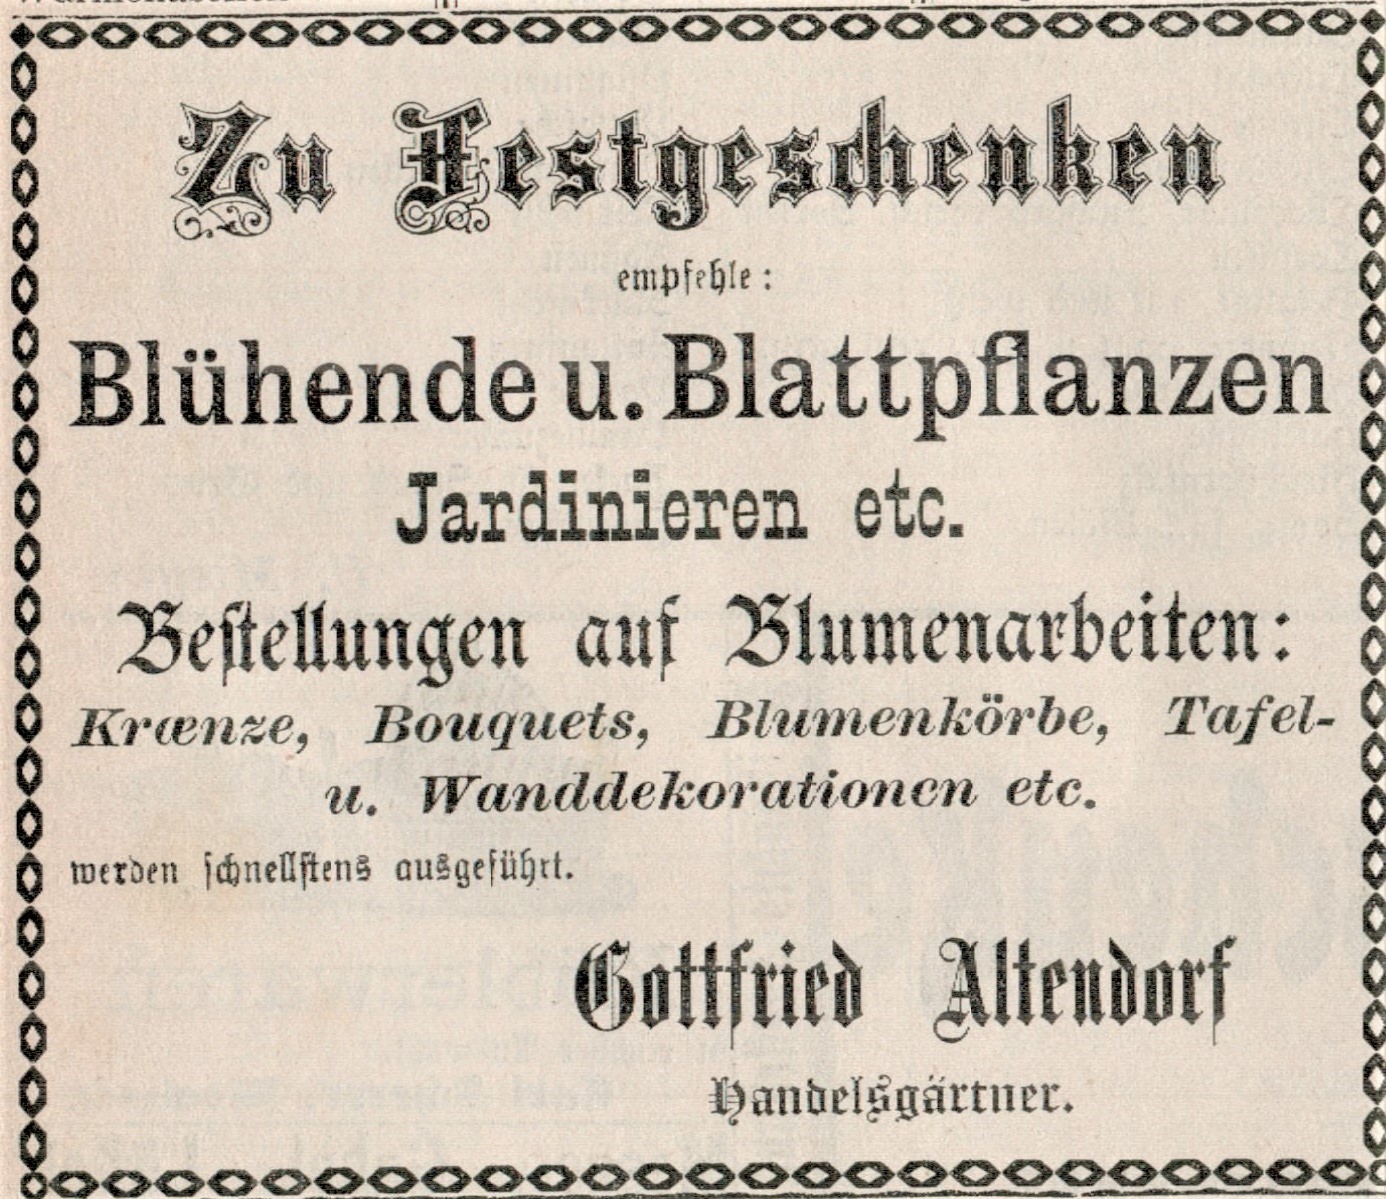 Zu Festgeschenken
empfehle:
Blühende u. Blattpflanzen
Jardinieren etc.
Bestellungen auf Blumenarbeiten:
Krænze, Bouquets, Blumenkörbe, Tafel-
u. Wanddekorationen etc.
werden schnellstens ausgeführt.
Gottfried Altendorf
Handelsgärtner.